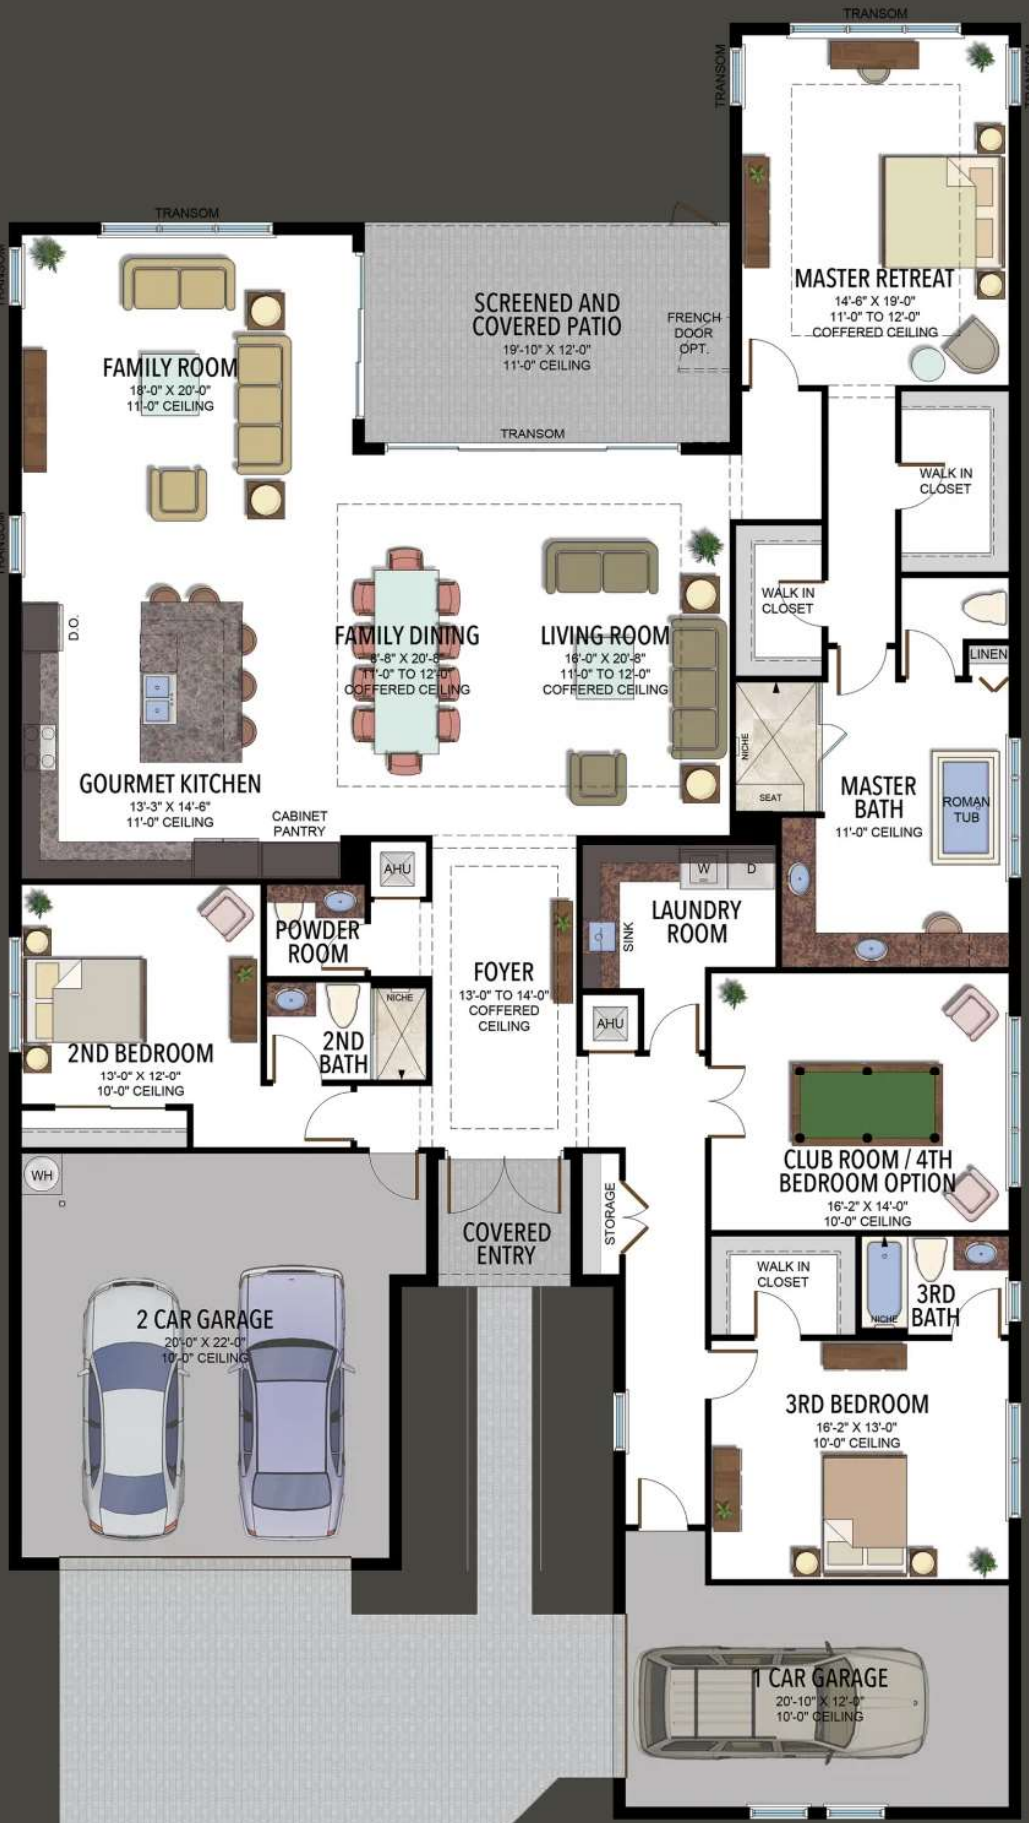 TRANSOM
TRANSOM
TRANSOM
MASTER RETREAT
14'-6" X 19'-0"
11'-0" TO 12'-0"
COFFERED CEILING
TRANSOM
TRANSOM
FAMILY ROOM
18'-0" X 20'-0"
11'-0" CEILING
SCREENED AND
COVERED PATIO
19'-10" X 12'-0"
11'-0" CEILING
FRENCH
DOOR
OPT.
TRANSOM
TRANSOM
WALK IN
CLOSET
WALK IN
CLOSET
D.O.
FAMILY DINING
8'-8" X 20'-8"
11'-0" TO 12'-0"
COFFERED CEILING
LIVING ROOM
16'-0" X 20'-8"
11'-0" TO 12'-0"
COFFERED CEILING
LINEN
NICHE
SEAT
GOURMET KITCHEN
13'-3" X 14'-6"
11'-0" CEILING
CABINET
PANTRY
MASTER
BATH
11'-0" CEILING
ROMAN
TUB
AHU
W
D
LAUNDRY
ROOM
SINK
POWDER
ROOM
FOYER
13'-0" TO 14'-0"
COFFERED
CEILING
NICHE
2ND
BATH
AHU
2ND BEDROOM
13'-0" X 12'-0"
10'-0" CEILING
CLUB ROOM / 4TH
BEDROOM OPTION
16'-2" X 14'-0"
10'-0" CEILING
WH
STORAGE
COVERED
ENTRY
WALK IN
CLOSET
NICHE
3RD
BATH
2 CAR GARAGE
20'-0" X 22'-0"
10'-0" CEILING
3RD BEDROOM
16'-2" X 13'-0"
10'-0" CEILING
1 CAR GARAGE
20'-10" X 12'-0"
10'-0" CEILING